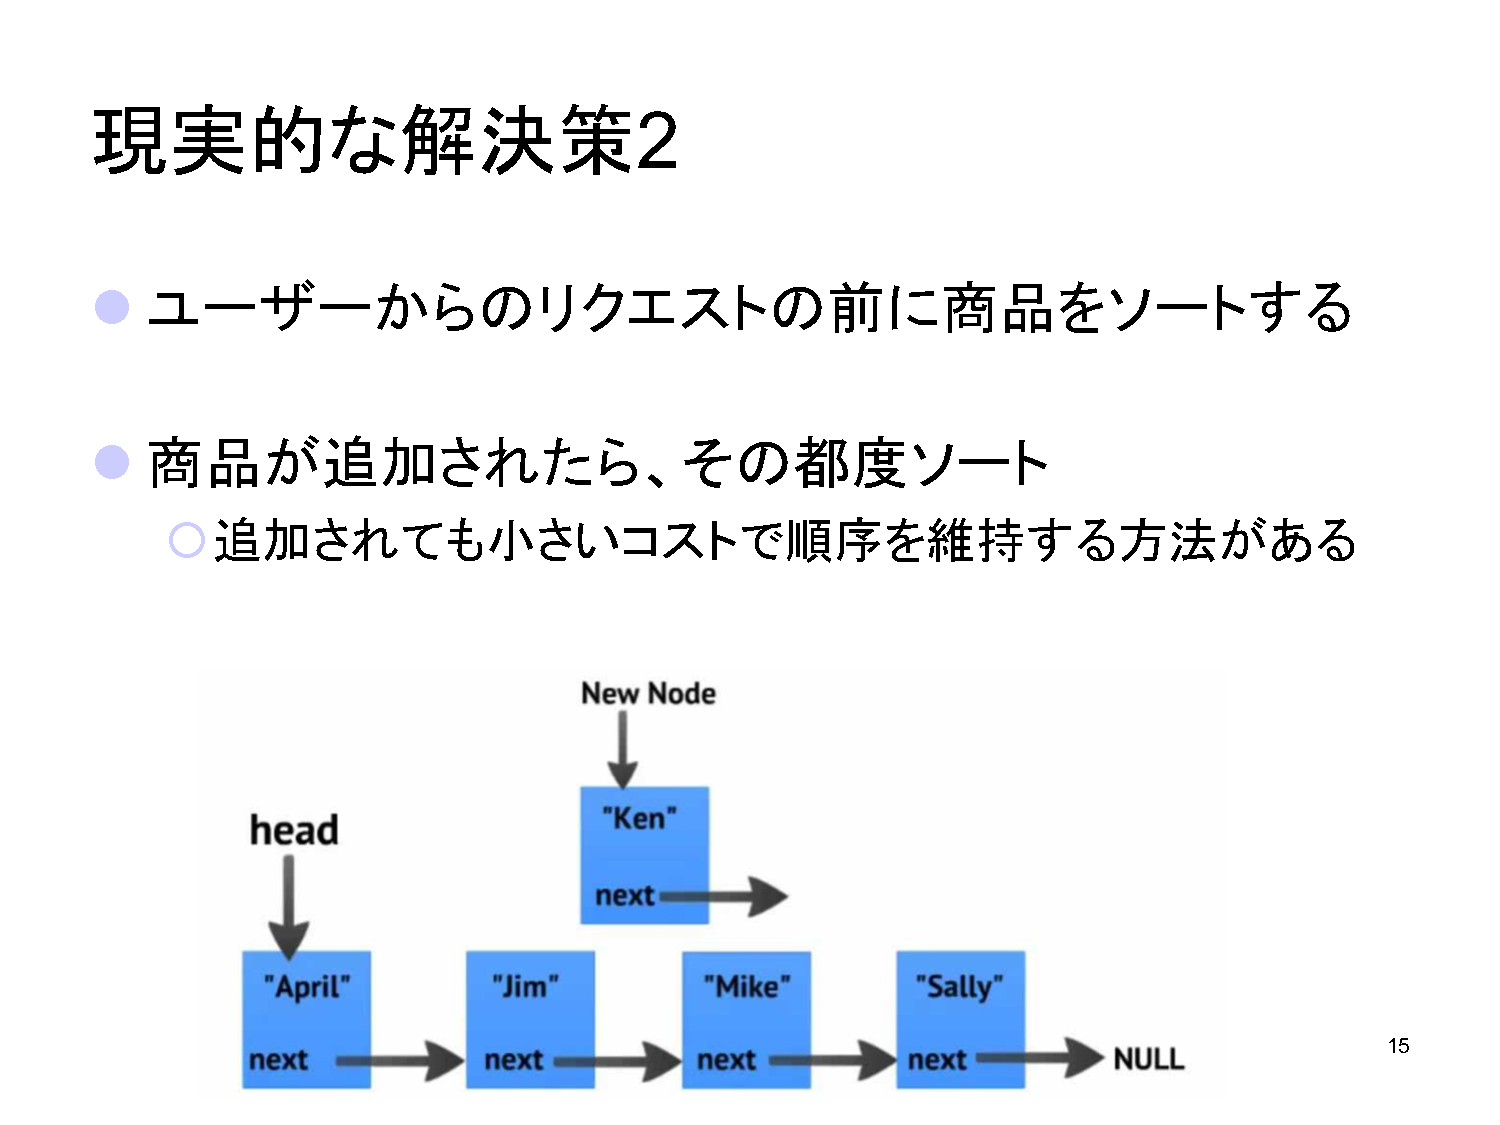 現実的な解決策2
ユーザーからのリクエストの前に商品をソートする
商品が追加されたら、その都度ソート
追加されても小さいコストで順序を維持する方法がある
New Node
"Ken"
head
next
"April"
"Jim"
"Mike"
"Sally"
next
next
next
next
NULL
15